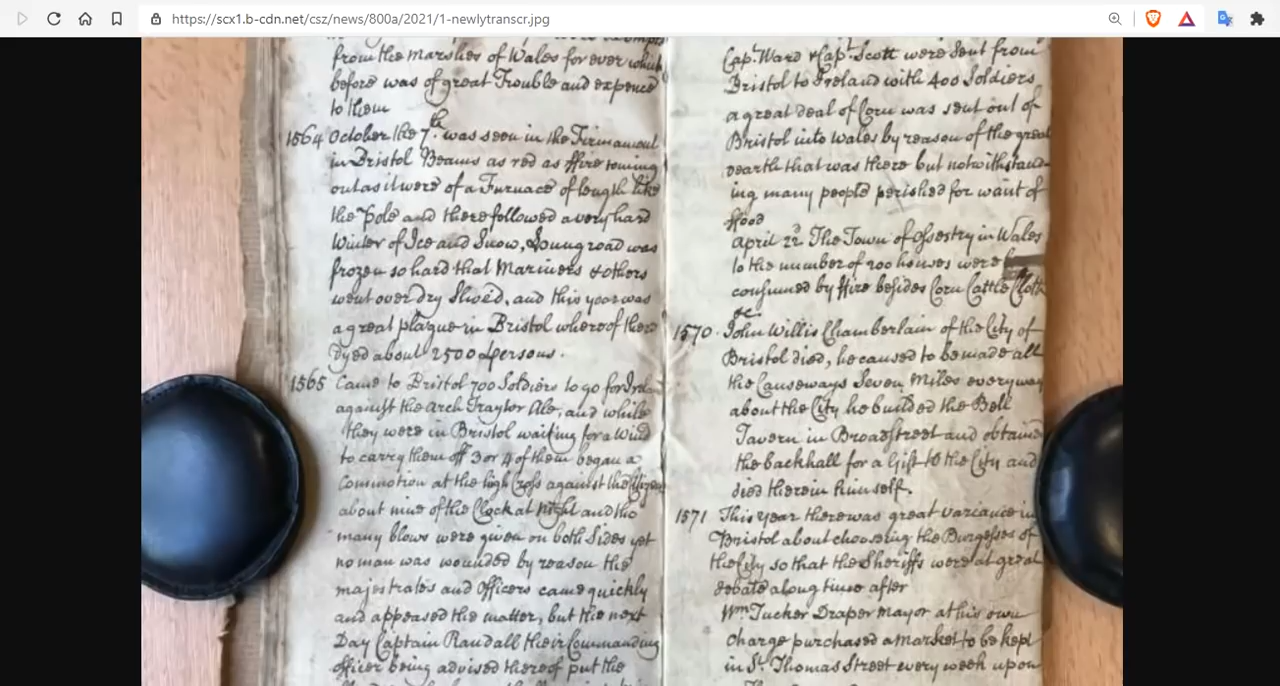 https://scx1.b-cdn.net/csz/news/800a/2021/1-newlytranscr.jpg
from the Marshes of Wales for ever which
before was of great Trouble and expence
to them
1564 October the 7th was seen in the Firmament
in Bristol Beams as red as ffire coming
out as it were of a Furnace of length like
the Pole and there followed a very hard
Winter of Ice and Snow, Hungroad was
frozen so hard that Mariners & others
went over dry Shoed, and this year was
a great plague in Bristol whereof there
dyed about 2500 persons.
1565 Came to Bristol 700 Soldiers to go for Irela
against the Arch Traytor Ale, and while
they were in Bristol waiting for a Wind
to carry them off 3 or 4 of them began a
Commotion at the high Cross against the
about nine of the Clock at night and tho
many blows were given on both Sides yet
no man was wounded by reason the
majestrates and Officers came quickly
and appeased the matter, but the next
Day Captain Randall their Commanding
Officer being advised thereof put the
Capt. Ward & Capt. Scott were sent from
Bristol to Ireland with 400 Soldiers
a great deal of Corn was sent out of
Bristol into Wales by reason of the great
dearth that was there but notwithstand-
ing many people perished for want of
ffood
April 22d The Town of Osestry in Wales
to the number of 200 houses were
consumed by ffire besides Corn Cattle Cloth
&c.
1570. John Willis Chamberlain of the City of
Bristol died, he caused to be made all
the Causeways Seven Miles every way
about the City he builded the Bell
Tavern in Broadstreet and obtained
the backhall for a Gift to the City and
died therein himself.
1571 This year there was great variance in
Bristol about choosing the Burgesses of
the City so that the Sheriffs were at great
debate a long time after
Wm. Tucker Draper Mayor at his own
Charge purchased a market to be kept
in St. Thomas Street every week upon